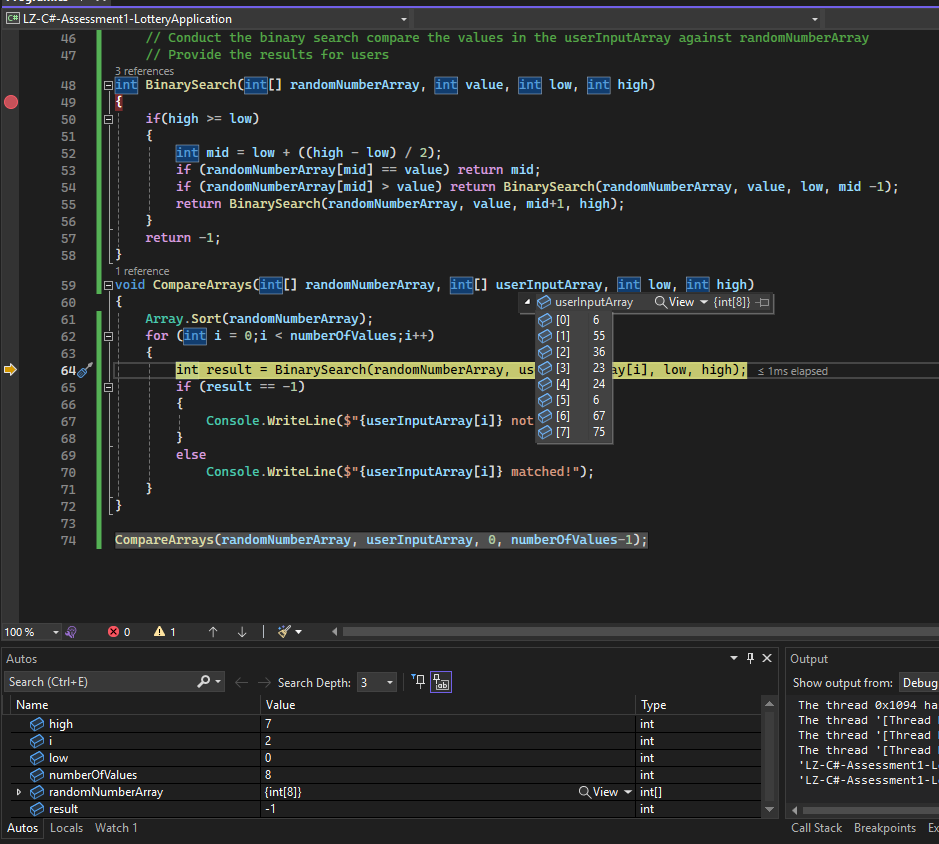 LZ-C#-Assessment1-LotteryApplication
46 // Conduct the binary search compare the values in the userInputArray against randomNumberArray
47 // Provide the results for users
3 references
48 int BinarySearch(int[] randomNumberArray, int value, int low, int high)
49 {
50 if(high >= low)
51 {
52 int mid = low + ((high - low) / 2);
53 if (randomNumberArray[mid] == value) return mid;
54 if (randomNumberArray[mid] > value) return BinarySearch(randomNumberArray, value, low, mid -1);
55 return BinarySearch(randomNumberArray, value, mid+1, high);
56 }
57 return -1;
58 }
1 reference
59 void CompareArrays(int[] randomNumberArray, int[] userInputArray, int low, int high)
60 {
userInputArray View {int[8]}
61 Array.Sort(randomNumberArray);
[0] 6
62 for (int i = 0;i < numberOfValues;i++)
[1] 55
63 {
[2] 36
64 int result = BinarySearch(randomNumberArray, us ay[i], low, high); ≤ 1ms elapsed
[3] 23
65 if (result == -1)
[4] 24
66 {
[5] 6
67 Console.WriteLine($"{userInputArray[i]} not
[6] 67
68 }
[7] 75
69 else
70 Console.WriteLine($"{userInputArray[i]} matched!");
71 }
72 }
73
74 CompareArrays(randomNumberArray, userInputArray, 0, numberOfValues-1);
100 % 0 1
Autos
Search (Ctrl+E) Search Depth: 3
Name Value Type
high 7 int
i 2 int
low 0 int
numberOfValues 8 int
randomNumberArray {int[8]} View int[]
result -1 int
Autos Locals Watch 1
Output
Show output from: Debug
The thread 0x1094 ha
The thread '[Thread
The thread '[Thread
The thread '[Thread
'LZ-C#-Assessment1-L
'LZ-C#-Assessment1-L
Call Stack Breakpoints Ex